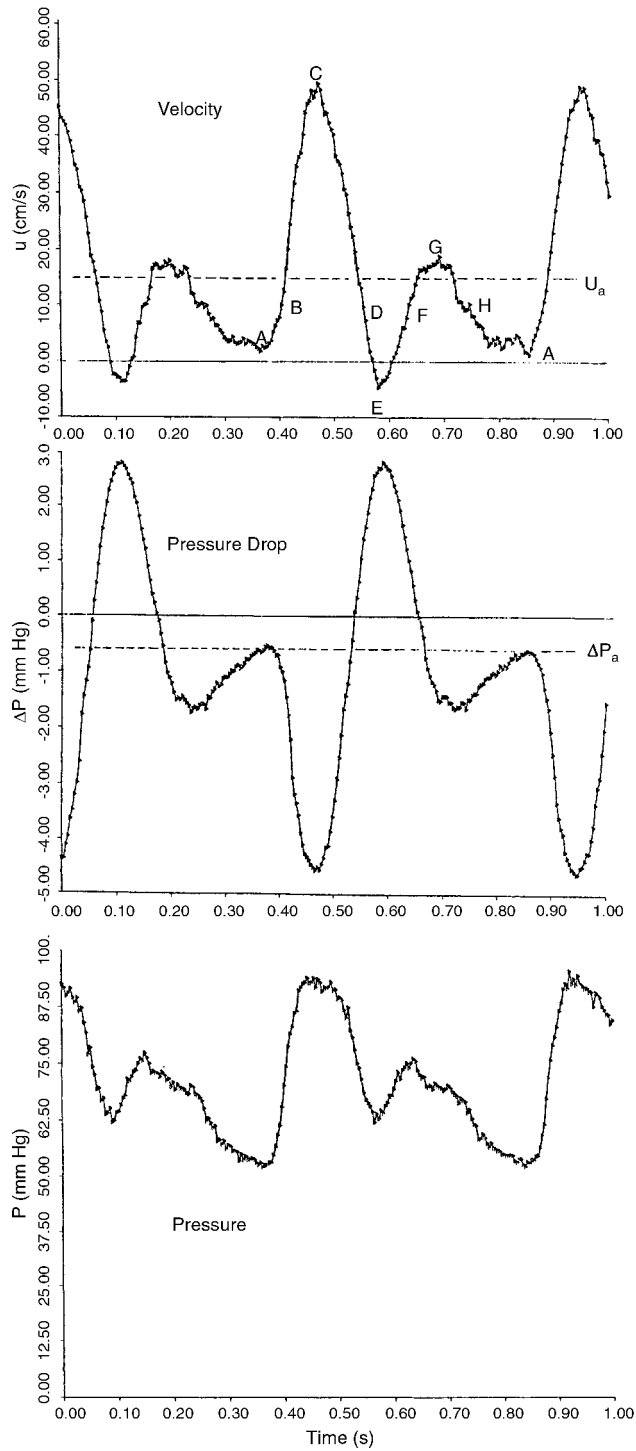 60.00
50.00
40.00
30.00
20.00
10.00
0.00
-10.00
u (cm/s)
Velocity
C
G
U_a
A
B
D
F
H
A
E
0.00 0.10 0.20 0.30 0.40 0.50 0.60 0.70 0.80 0.90 1.00
3.0
2.00
1.00
0.00
-1.00
-2.00
-3.00
-4.00
-5.00
ΔP (mm Hg)
Pressure Drop
ΔP_a
0.00 0.10 0.20 0.30 0.40 0.50 0.60 0.70 0.80 0.90 1.00
100.
87.50
75.00
62.50
50.00
37.50
25.00
12.50
0.00
P (mm Hg)
Pressure
0.00 0.10 0.20 0.30 0.40 0.50 0.60 0.70 0.80 0.90 1.00
Time (s)